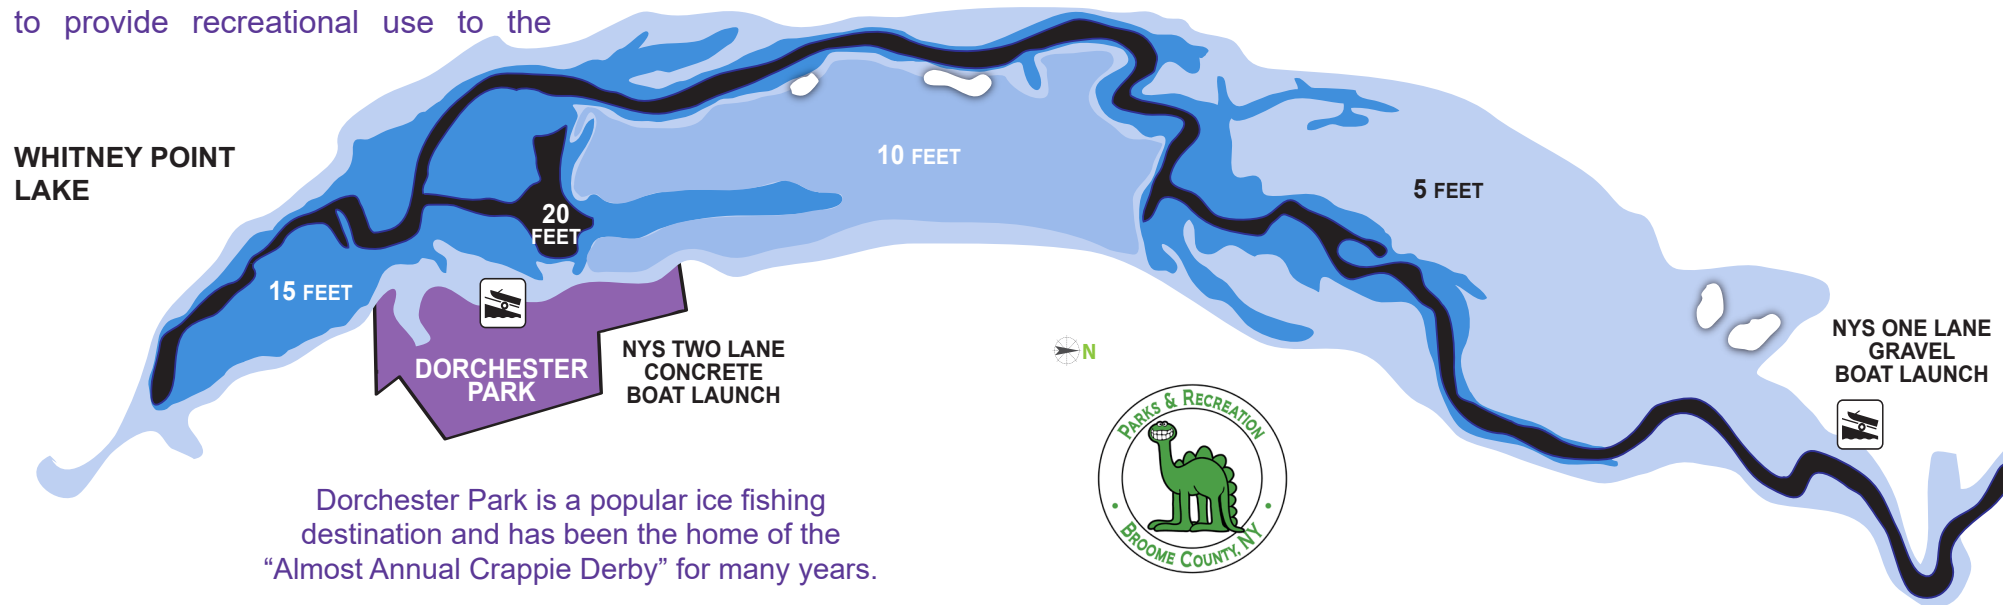 to provide recreational use to the
WHITNEY POINT
LAKE
10 FEET
5 FEET
20
FEET
15 FEET
DORCHESTER
PARK
NYS TWO LANE
CONCRETE
BOAT LAUNCH
N
NYS ONE LANE
GRAVEL
BOAT LAUNCH
PARKS & RECREATION
BROOME COUNTY, NY
Dorchester Park is a popular ice fishing
destination and has been the home of the
“Almost Annual Crappie Derby” for many years.